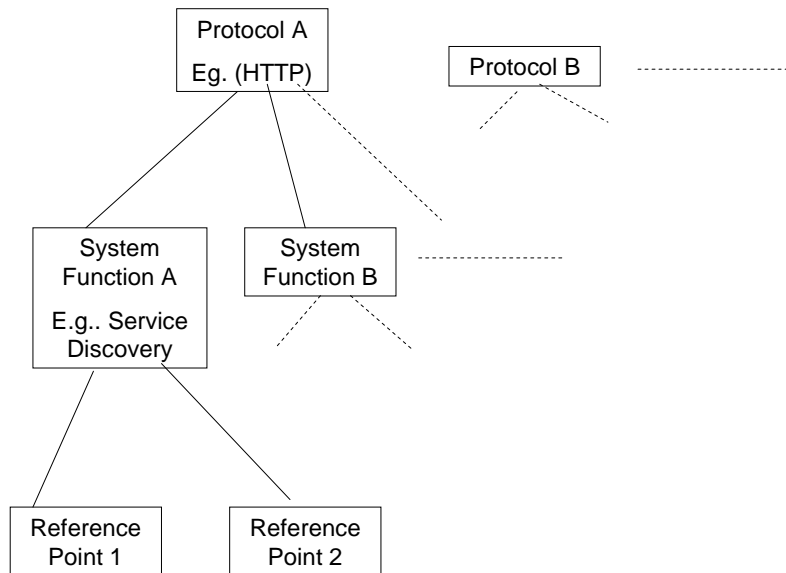 Protocol A
Eg. (HTTP)
Protocol B
System
Function A
E.g.. Service
Discovery
System
Function B
Reference
Point 1
Reference
Point 2